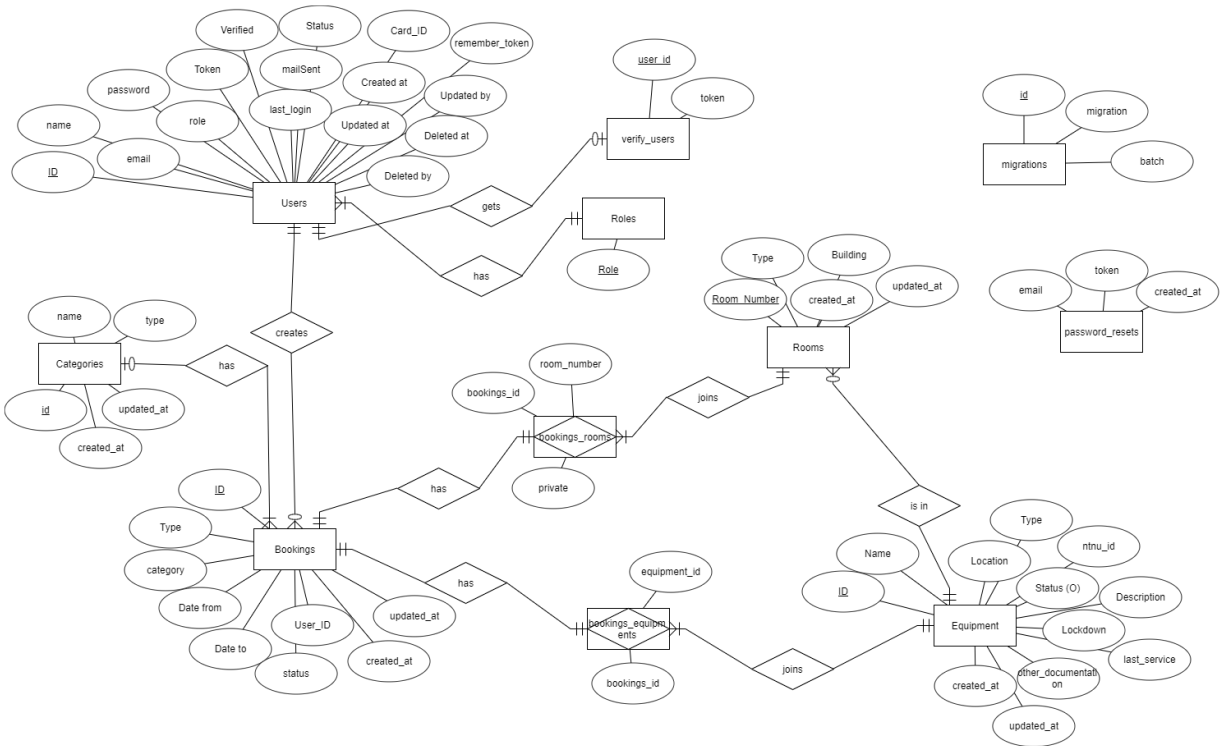 Verified
Status
Card_ID
remember_token
Token
mailSent
Created at
password
last_login
Updated by
name
role
Updated at
Deleted at
email
ID
Deleted by
Users
user_id
token
verify_users
id
migration
batch
migrations
gets
Roles
has
Role
Type
Building
updated_at
Room_Number
created_at
Rooms
token
email
created_at
password_resets
creates
name
type
Categories
has
id
updated_at
created_at
room_number
bookings_id
joins
bookings_rooms
has
private
is in
ID
Type
Bookings
category
Date from
updated_at
User_ID
Date to
created_at
status
has
equipment_id
bookings_equipm
ents
joins
bookings_id
Type
Name
Location
ntnu_id
ID
Status (O)
Description
Equipment
Lockdown
last_service
other_documentati
on
created_at
updated_at